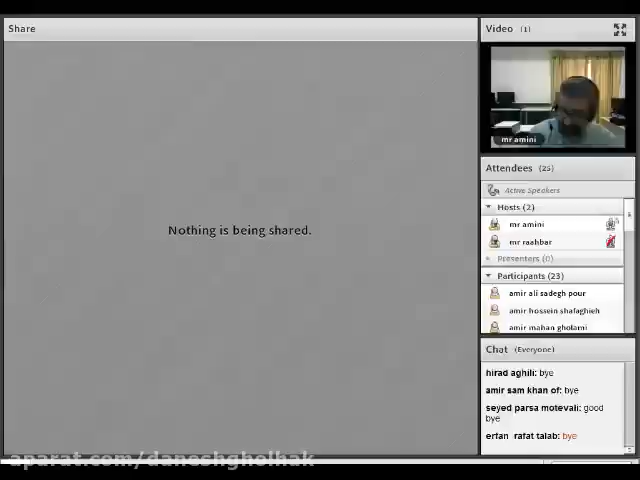 Share
Nothing is being shared.
Video (1)
mr amini
Attendees (25)
Active Speakers
Hosts (2)
mr amini
mr raahbar
Presenters (0)
Participants (23)
amir ali sadegh pour
amir hossein shafaghieh
amir mahan gholami
Chat (Everyone)
hirad aghili: bye
amir sam khan of: bye
seyed parsa motevali: good
bye
erfan rafat talab: bye
aparat.com/daneshgholhak